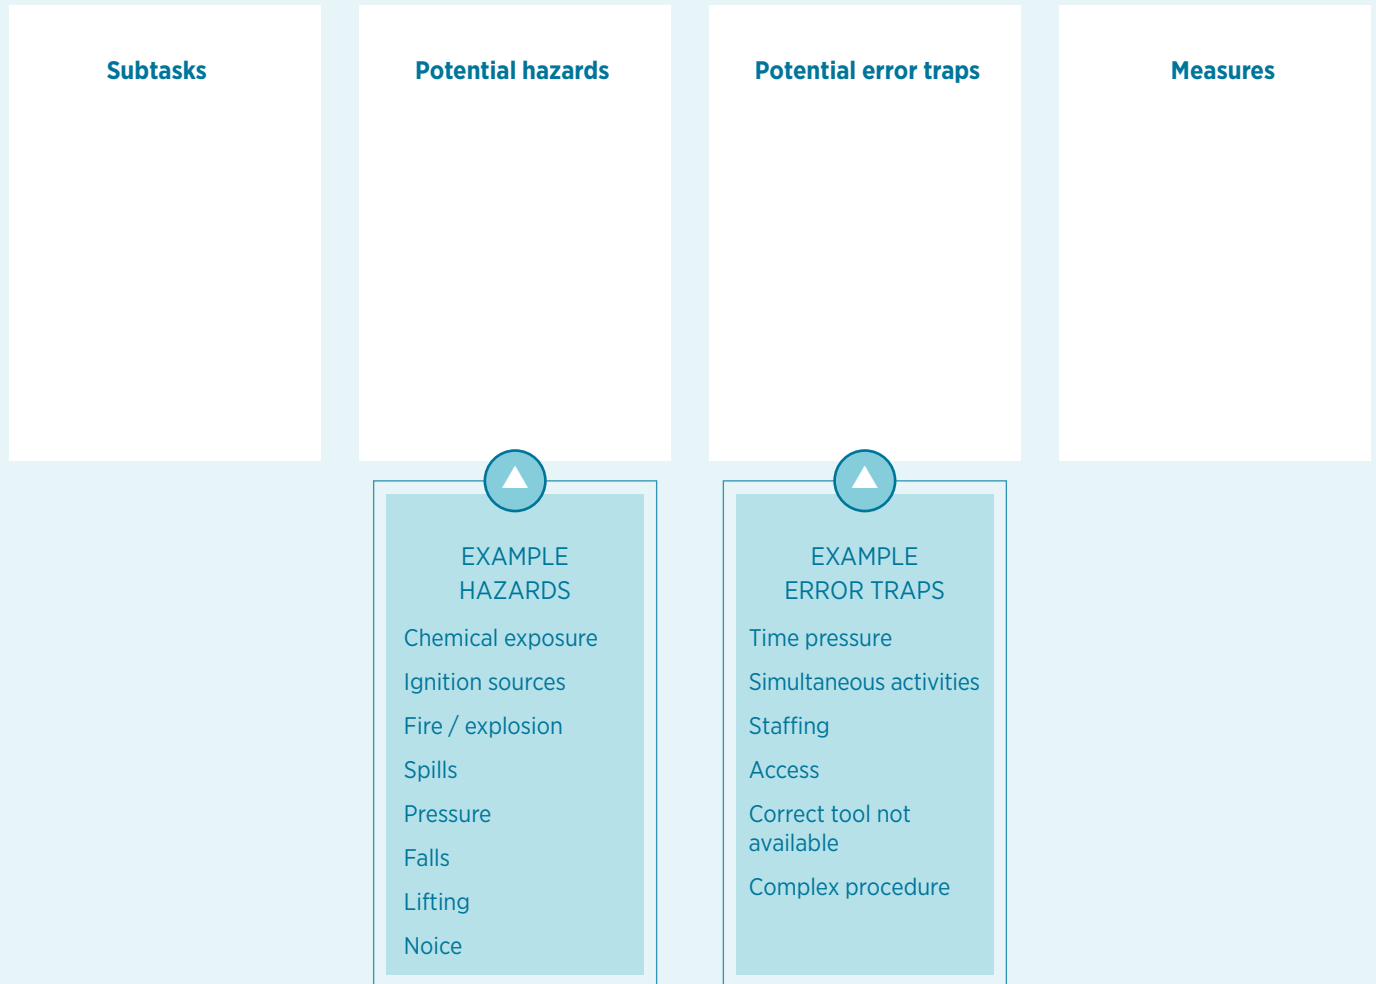 Subtasks
Potential hazards
Potential error traps
Measures
EXAMPLE
HAZARDS
Chemical exposure
Ignition sources
Fire / explosion
Spills
Pressure
Falls
Lifting
Noice
EXAMPLE
ERROR TRAPS
Time pressure
Simultaneous activities
Staffing
Access
Correct tool not
available
Complex procedure